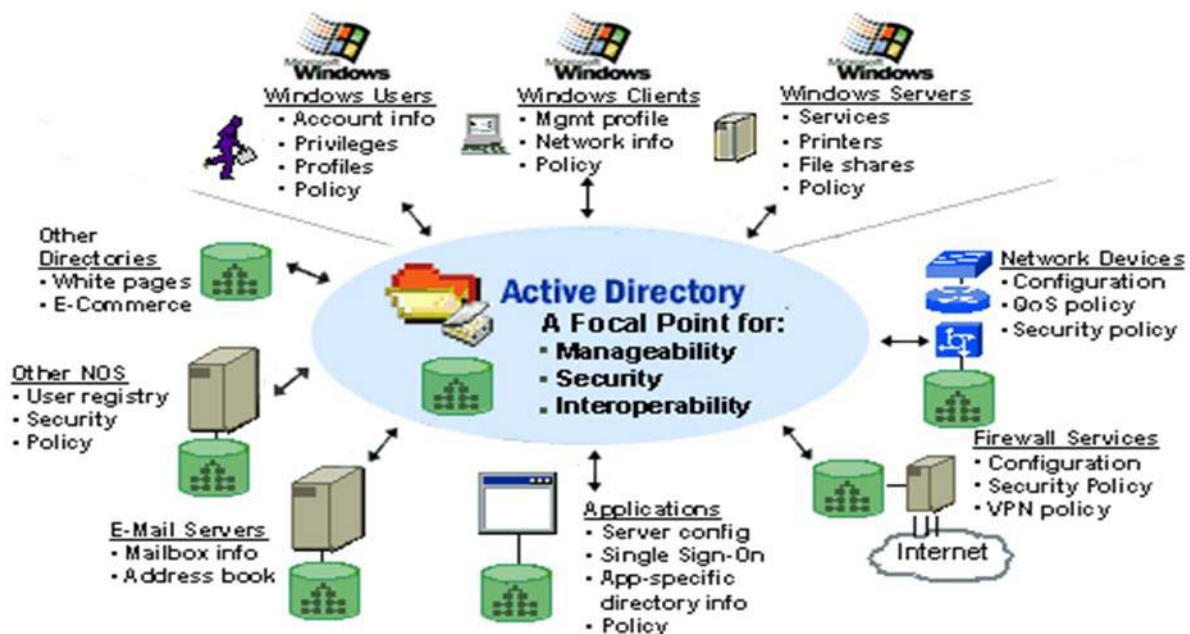 Microsoft
Windows
Windows Users
• Account info
• Privileges
• Profiles
• Policy
Microsoft
Windows
Windows Clients
• Mgmt profile
• Network info
• Policy
Microsoft
Windows
Windows Servers
• Services
• Printers
• File shares
• Policy
Other
Directories
• White pages
• E-Commerce
Active Directory
A Focal Point for:
▪ Manageability
▪ Security
▪ Interoperability
Network Devices
• Configuration
• QoS policy
• Security policy
Other NOS
• User registry
• Security
• Policy
Firewall Services
• Configuration
• Security Policy
• VPN policy
Internet
E-Mail Servers
• Mailbox info
• Address book
Applications
• Server config
• Single Sign-On
• App-specific
directory info
• Policy